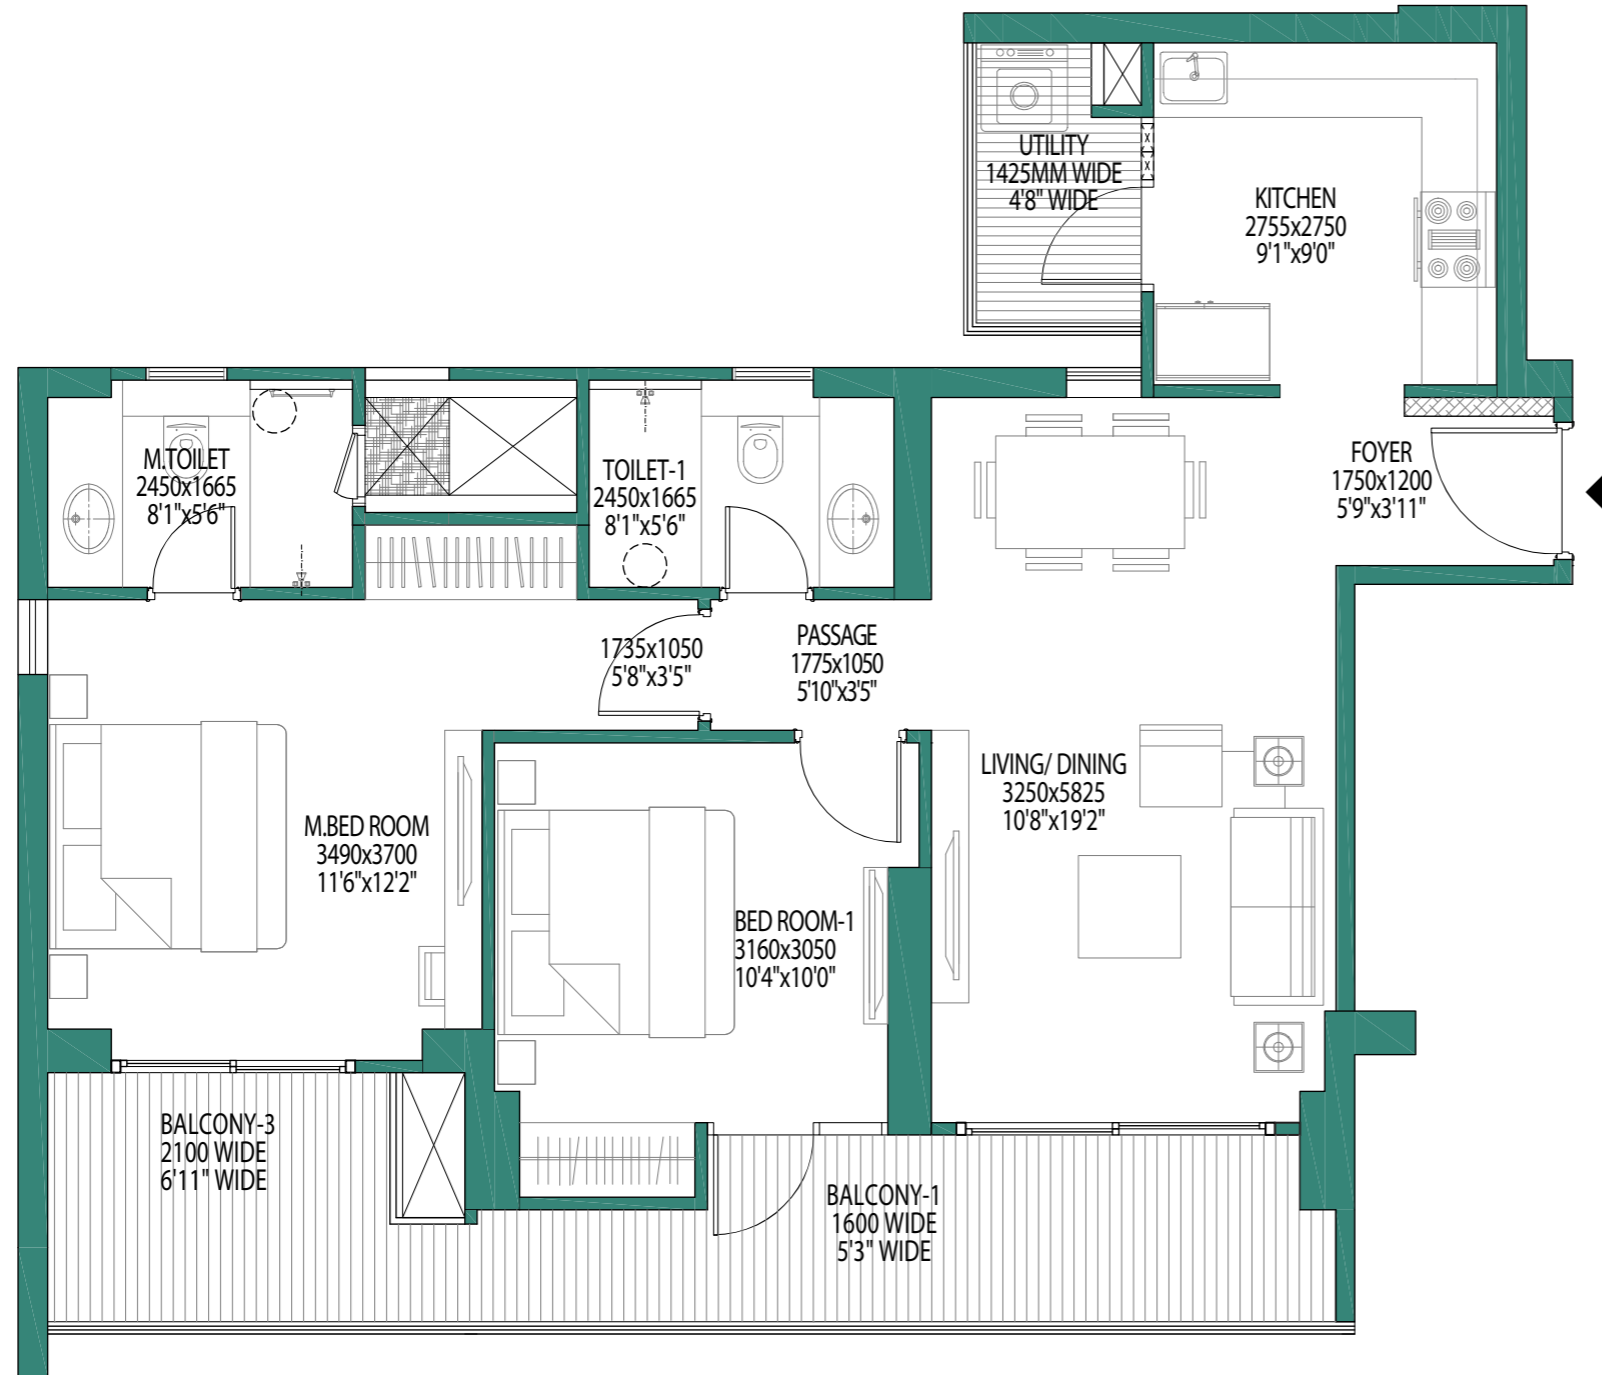 UTILITY
1425MM WIDE
4'8" WIDE
KITCHEN
2755x2750
9'1"x9'0"
M.TOILET
2450x1665
8'1"x5'6"
TOILET-1
2450x1665
8'1"x5'6"
FOYER
1750x1200
5'9"x3'11"
1735x1050
5'8"x3'5"
PASSAGE
1775x1050
5'10"x3'5"
LIVING/ DINING
3250x5825
10'8"x19'2"
M.BED ROOM
3490x3700
11'6"x12'2"
BED ROOM-1
3160x3050
10'4"x10'0"
BALCONY-3
2100 WIDE
6'11" WIDE
BALCONY-1
1600 WIDE
5'3" WIDE